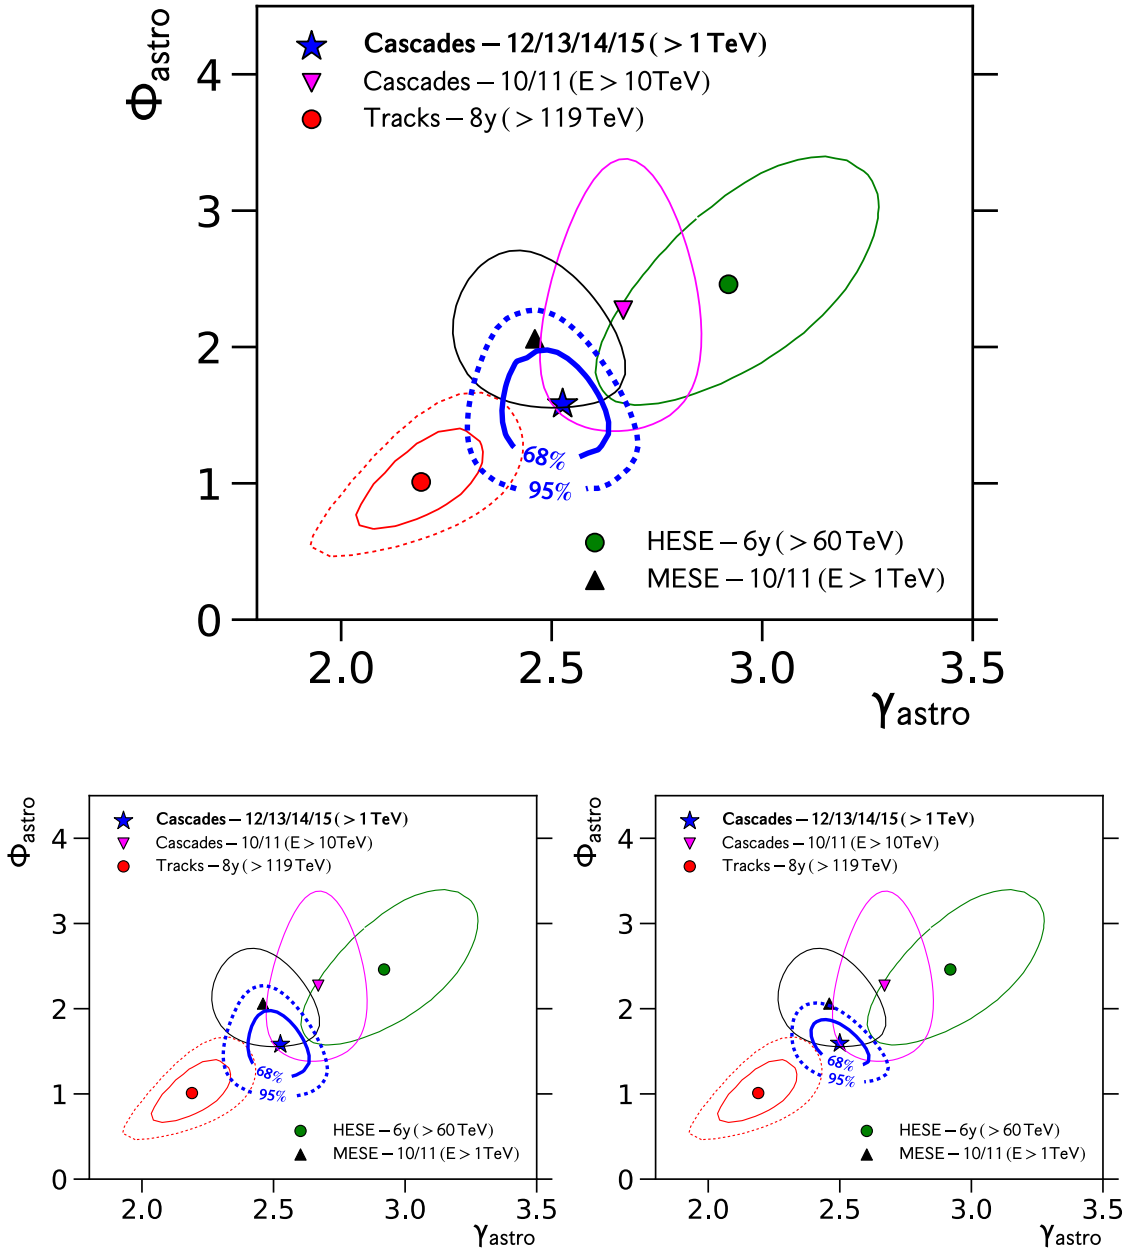 Φastro
4
3
2
1
0
Cascades – 12/13/14/15 ( > 1 TeV)
Cascades – 10/11 (E > 10TeV)
Tracks – 8y ( > 119 TeV)
68%
95%
HESE – 6y ( > 60 TeV)
MESE – 10/11 (E > 1TeV)
2.0 2.5 3.0 3.5
γastro
Φastro
4
3
2
1
0
Cascades – 12/13/14/15 ( > 1 TeV)
Cascades – 10/11 (E > 10TeV)
Tracks – 8y ( > 119 TeV)
68%
95%
HESE – 6y ( > 60 TeV)
MESE – 10/11 (E > 1TeV)
2.0 2.5 3.0 3.5
γastro
Φastro
4
3
2
1
0
Cascades – 12/13/14/15 ( > 1 TeV)
Cascades – 10/11 (E > 10TeV)
Tracks – 8y ( > 119 TeV)
68%
95%
HESE – 6y ( > 60 TeV)
MESE – 10/11 (E > 1TeV)
2.0 2.5 3.0 3.5
γastro